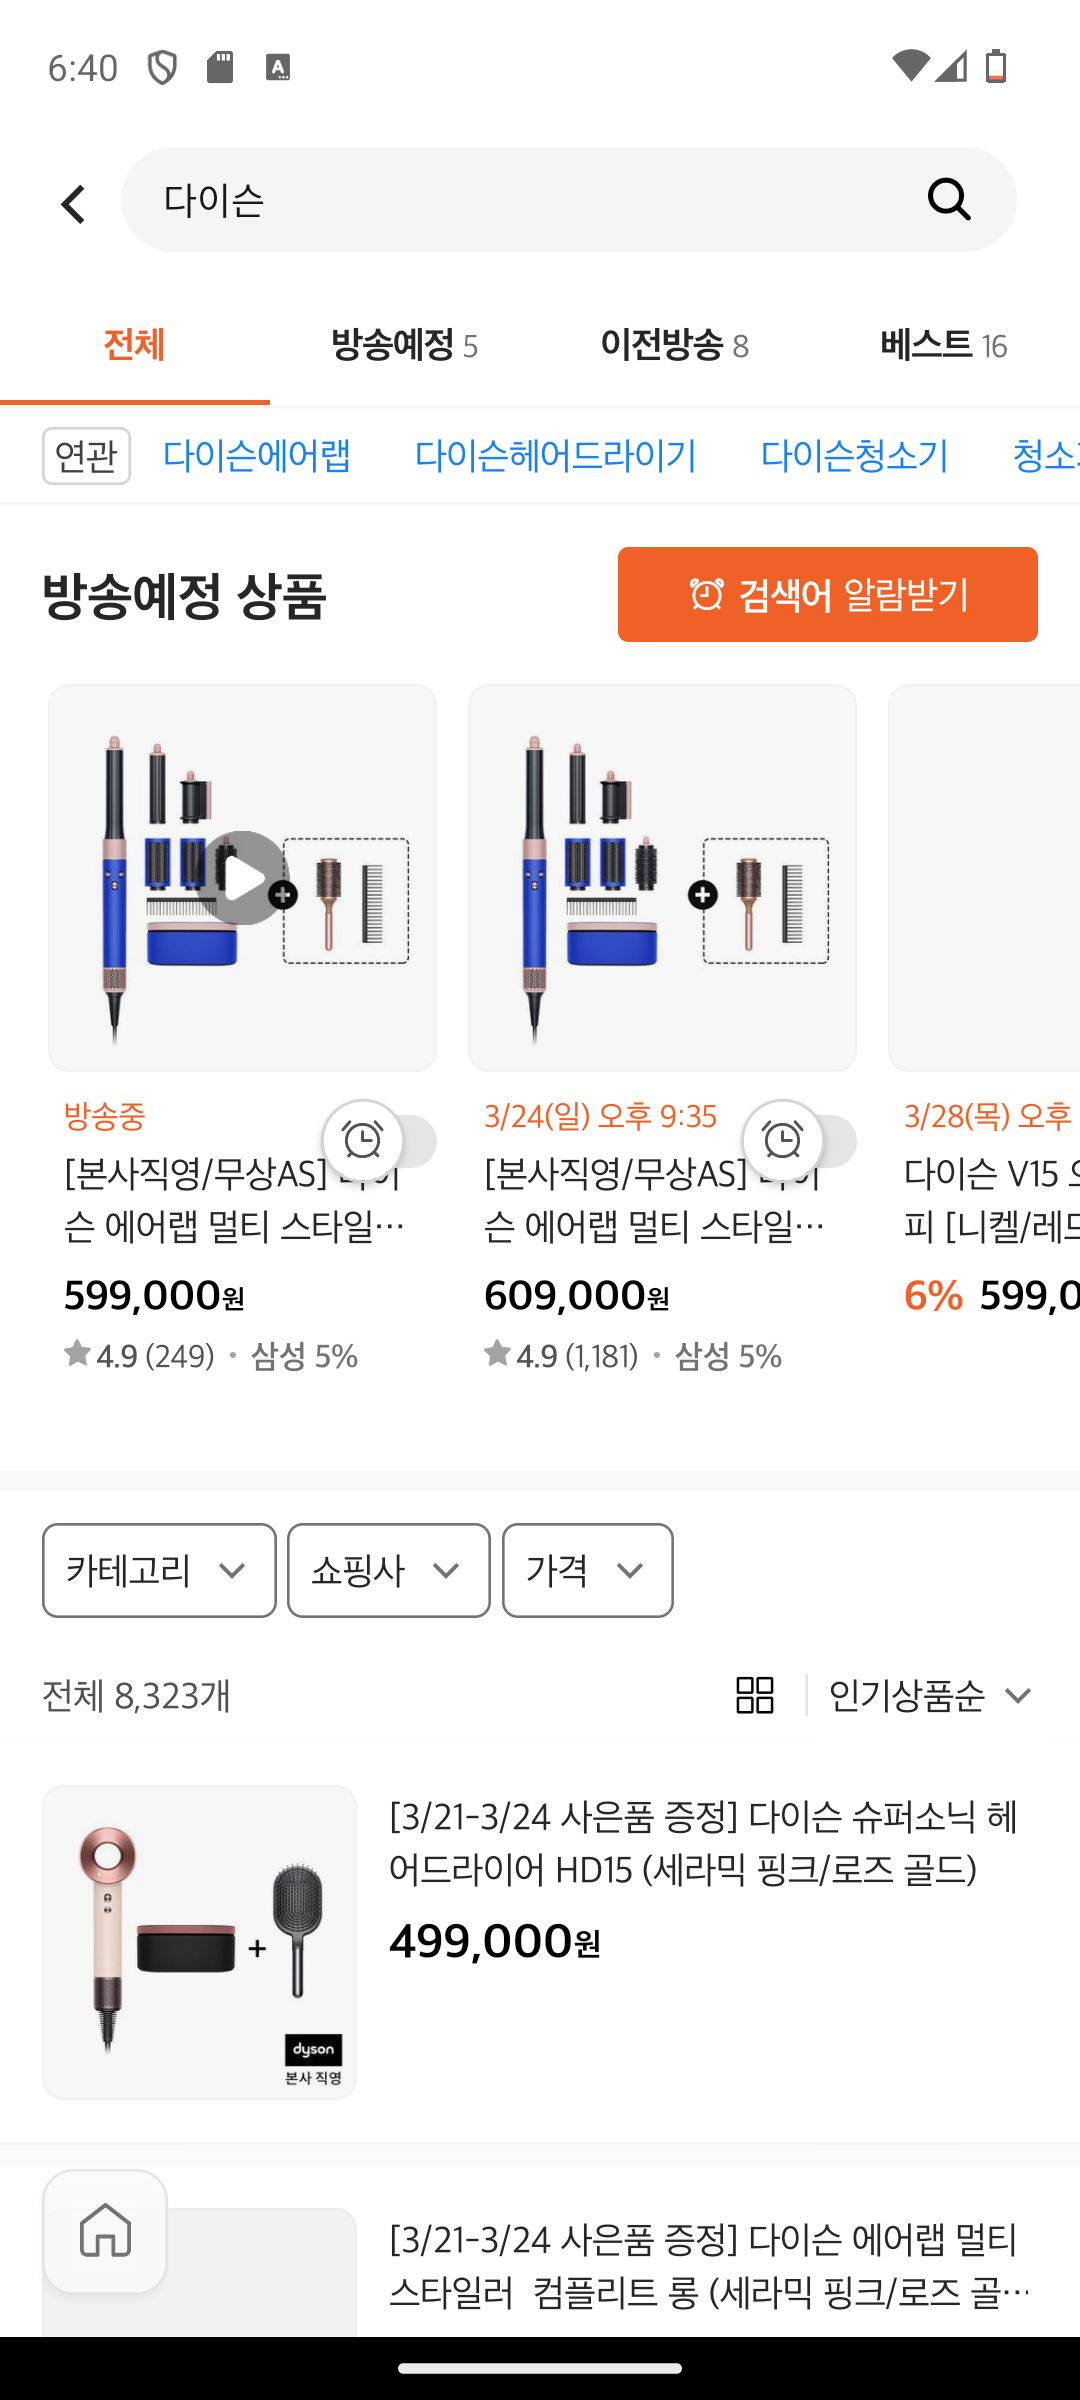 6:40
다이슨
전체
방송예정 5
이전방송 8
베스트 16
연관 다이슨에어랩 다이슨헤어드라이기 다이슨청소기 청소
방송예정 상품
검색어 알람받기
방송중
[본사직영/무상AS] 다이
슨 에어랩 멀티 스타일…
599,000원
4.9 (249) · 삼성 5%
3/24(일) 오후 9:35
[본사직영/무상AS] 다이
슨 에어랩 멀티 스타일…
609,000원
4.9 (1,181) · 삼성 5%
3/28(목) 오후
다이슨 V15
피 [니켈/레드
6% 599,0
카테고리
쇼핑사
가격
전체 8,323개
인기상품순
[3/21-3/24 사은품 증정] 다이슨 슈퍼소닉 헤
어드라이어 HD15 (세라믹 핑크/로즈 골드)
499,000원
dyson
본사 직영
[3/21-3/24 사은품 증정] 다이슨 에어랩 멀티
스타일러 컴플리트 롱 (세라믹 핑크/로즈 골…